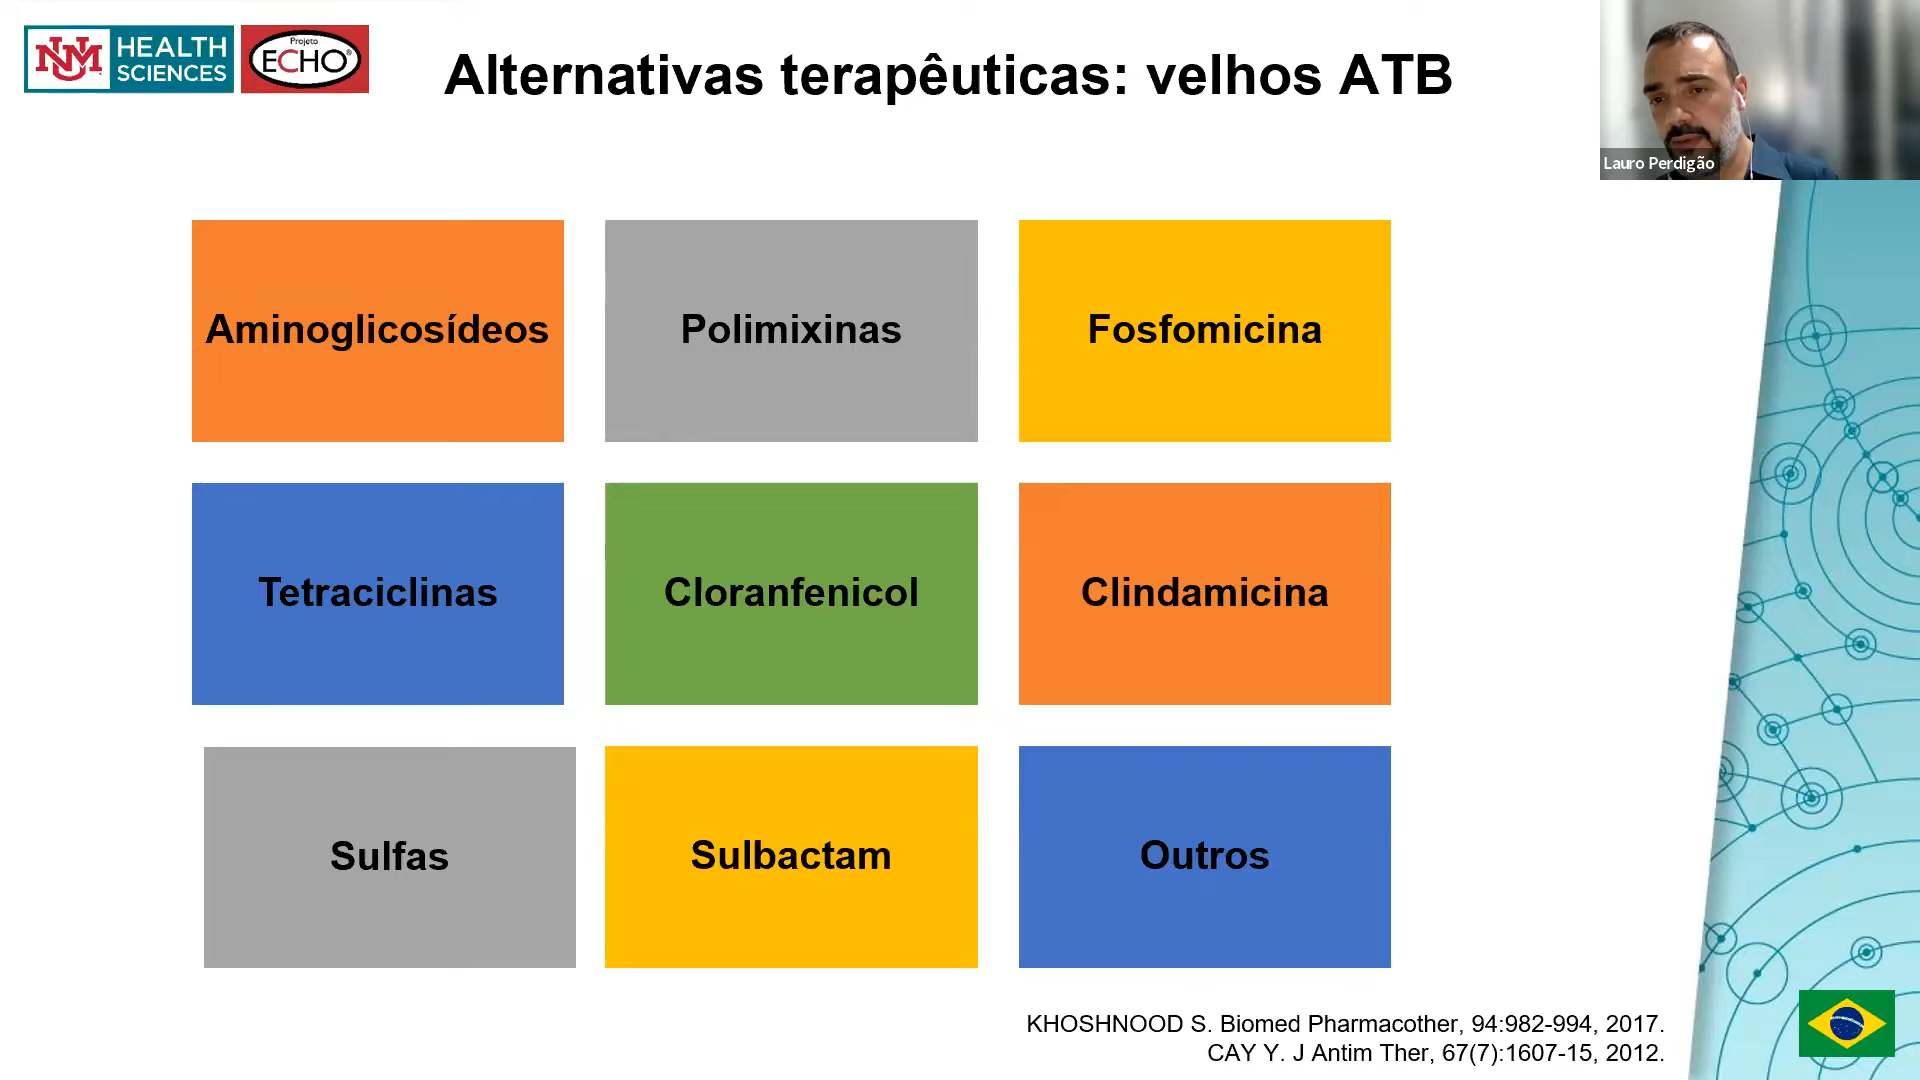 UNM HEALTH
SCIENCES
Projeto
ECHO®
Alternativas terapêuticas: velhos ATB
Lauro Perdigão
Aminoglicosídeos
Polimixinas
Fosfomicina
Tetraciclinas
Cloranfenicol
Clindamicina
Sulfas
Sulbactam
Outros
KHOSHNOOD S. Biomed Pharmacother, 94:982-994, 2017.
CAY Y. J Antim Ther, 67(7):1607-15, 2012.